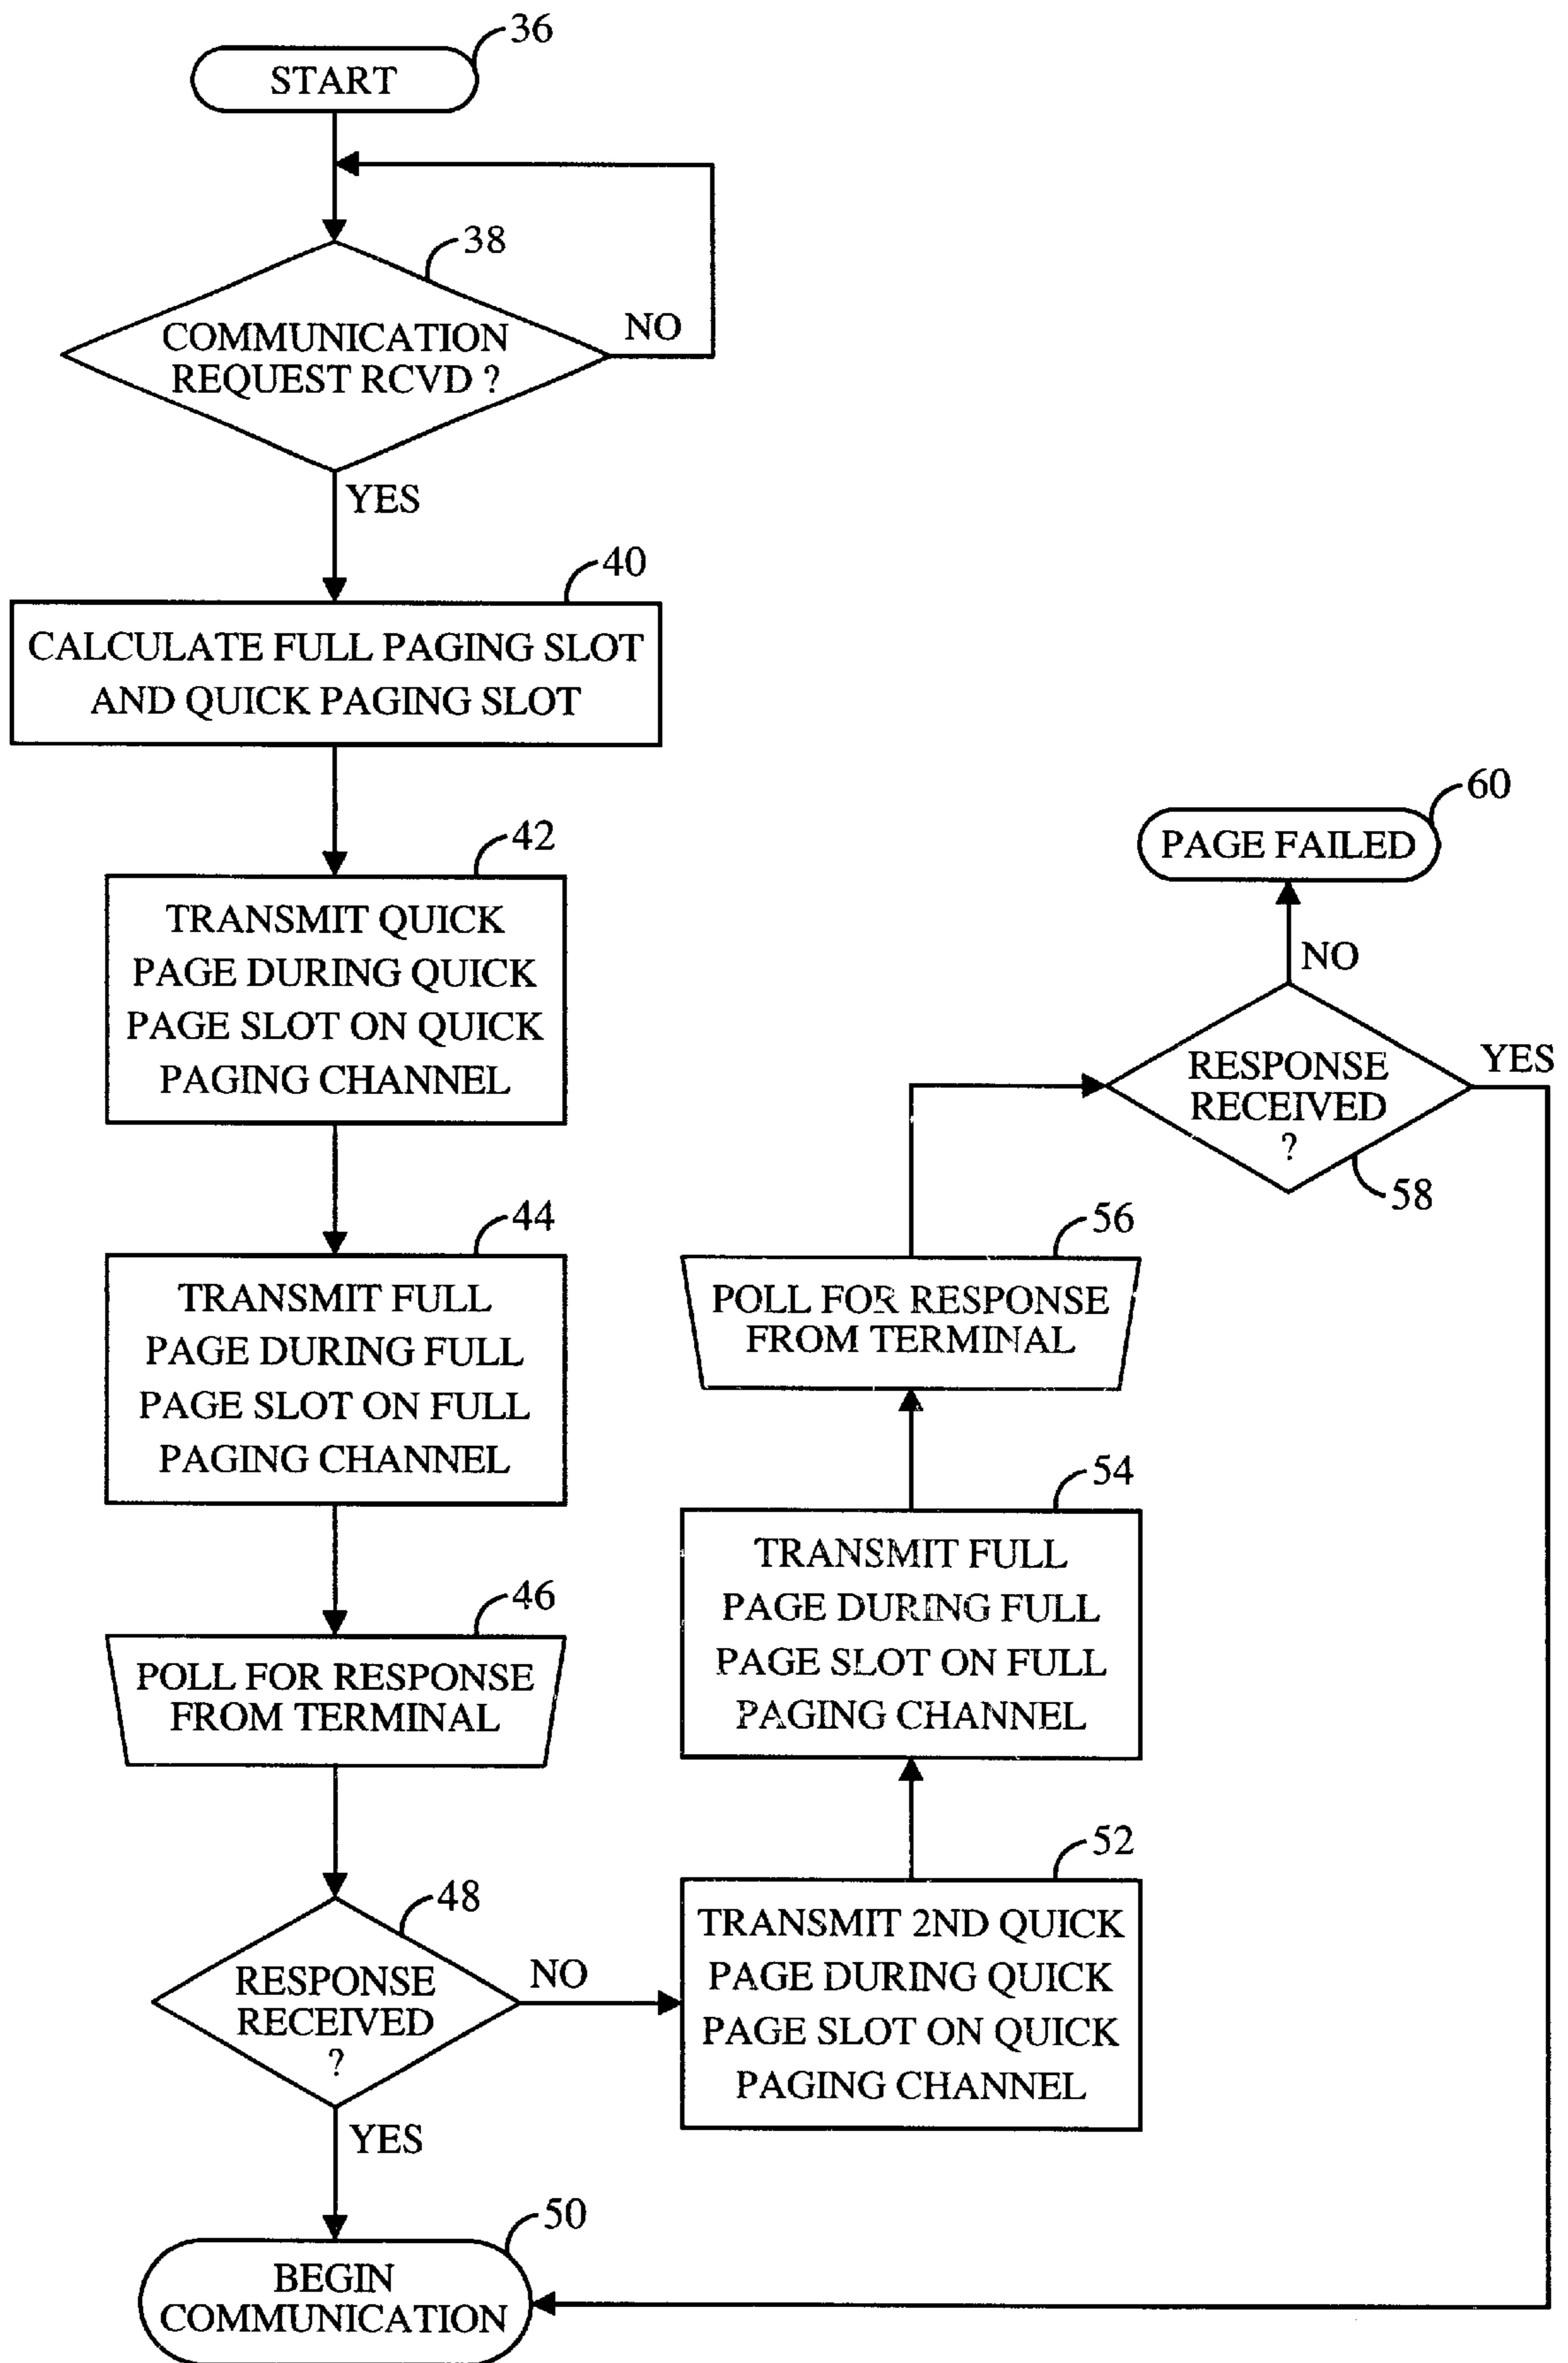 36
START
38
COMMUNICATION
REQUEST RCVD ?
NO
YES
40
CALCULATE FULL PAGING SLOT
AND QUICK PAGING SLOT
42
TRANSMIT QUICK
PAGE DURING QUICK
PAGE SLOT ON QUICK
PAGING CHANNEL
44
TRANSMIT FULL
PAGE DURING FULL
PAGE SLOT ON FULL
PAGING CHANNEL
46
POLL FOR RESPONSE
FROM TERMINAL
48
RESPONSE
RECEIVED
?
NO
YES
50
BEGIN
COMMUNICATION
52
TRANSMIT 2ND QUICK
PAGE DURING QUICK
PAGE SLOT ON QUICK
PAGING CHANNEL
54
TRANSMIT FULL
PAGE DURING FULL
PAGE SLOT ON FULL
PAGING CHANNEL
56
POLL FOR RESPONSE
FROM TERMINAL
58
RESPONSE
RECEIVED
?
YES
NO
60
PAGE FAILED